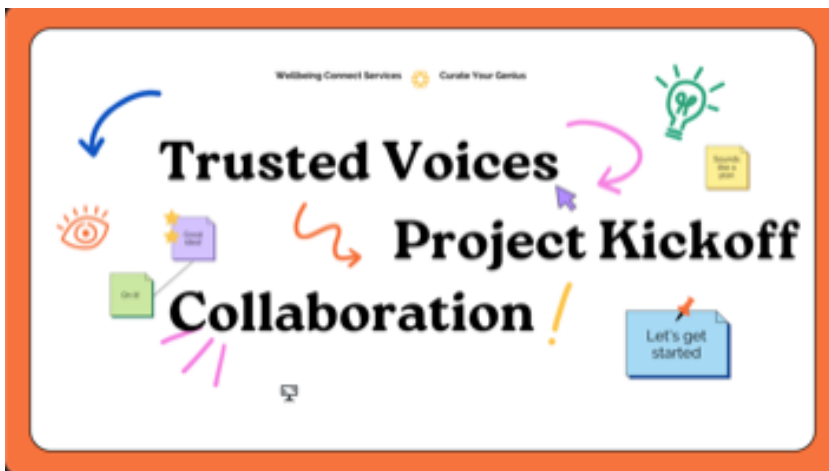 Wellbeing Connect Services Curate Your Genius
Trusted Voices
Sounds
like a
plan!
Project Kickoff
Great
idea!
On it!
Collaboration!
Let's get
started